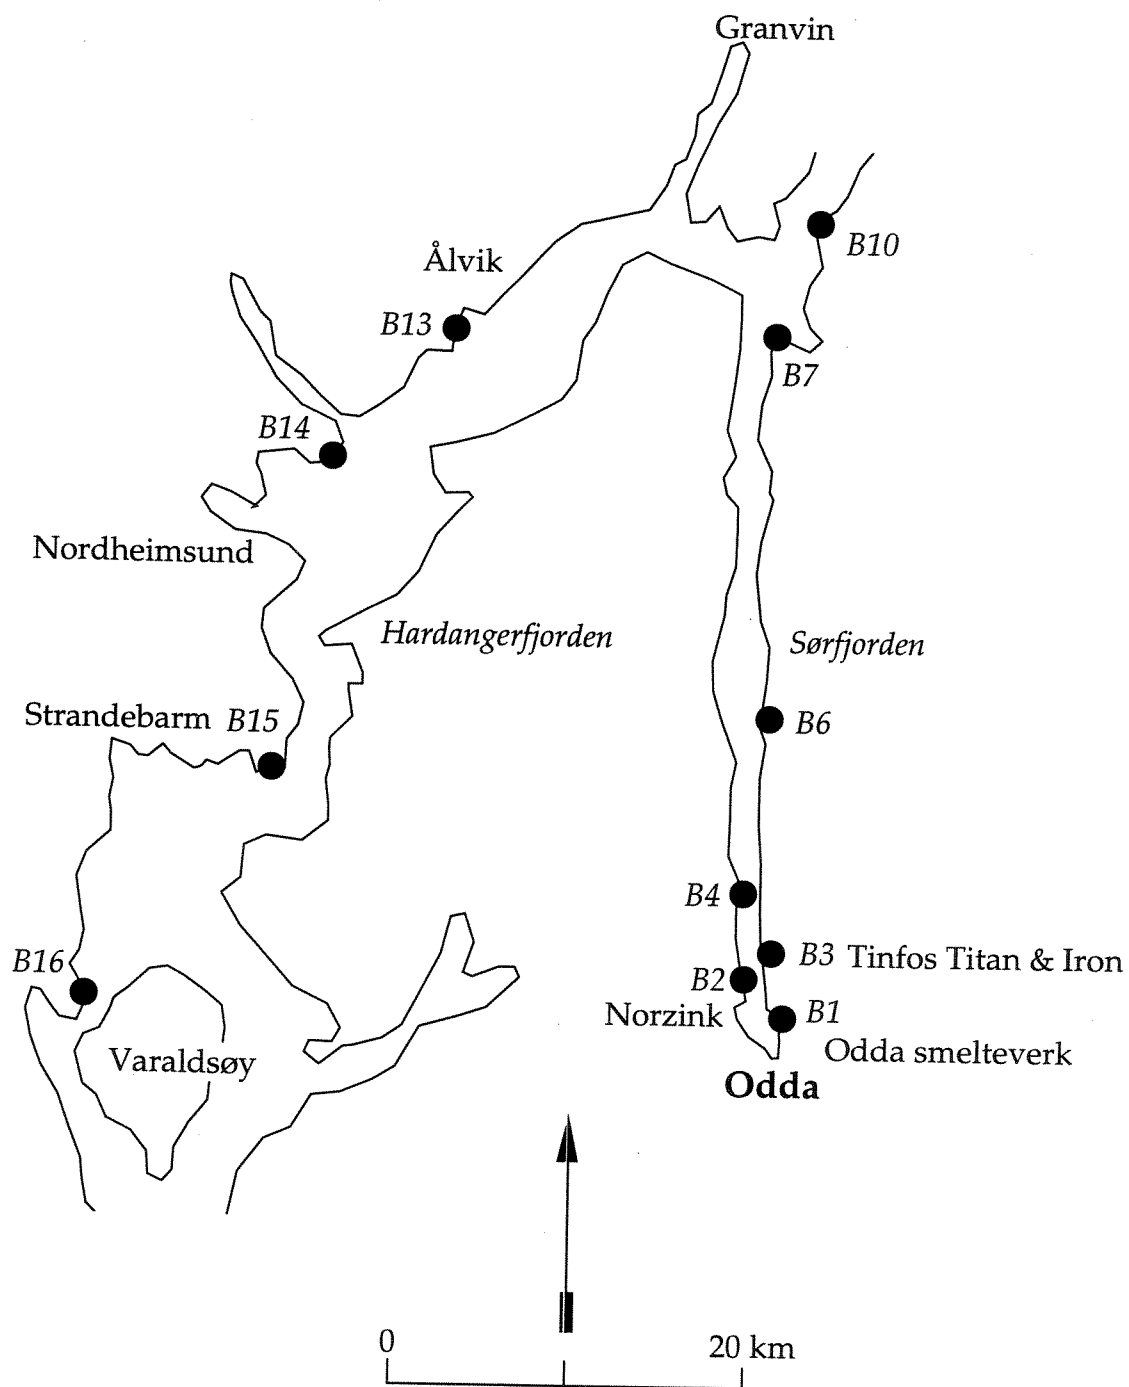 Granvin
B10
Ålvik
B13
B7
B14
Nordheimsund
Hardangerfjorden
Sørfjorden
Strandebarm B15
B6
B4
B16
B3 Tinfos Titan & Iron
B2
Norzink
B1
Varaldsøy
Odda smelteverk
Odda
0
20 km